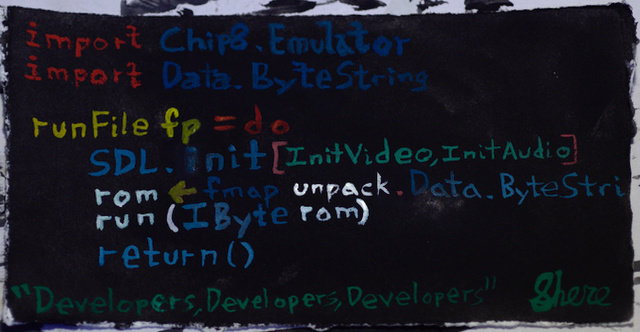 import Chip8.Emulator
import Data.ByteString
runFile fp = do
SDL.init [InitVideo, InitAudio]
rom ← fmap unpack.Data.ByteStri
run (IByte rom)
return ()
"Developers, Developers, Developers" Shere